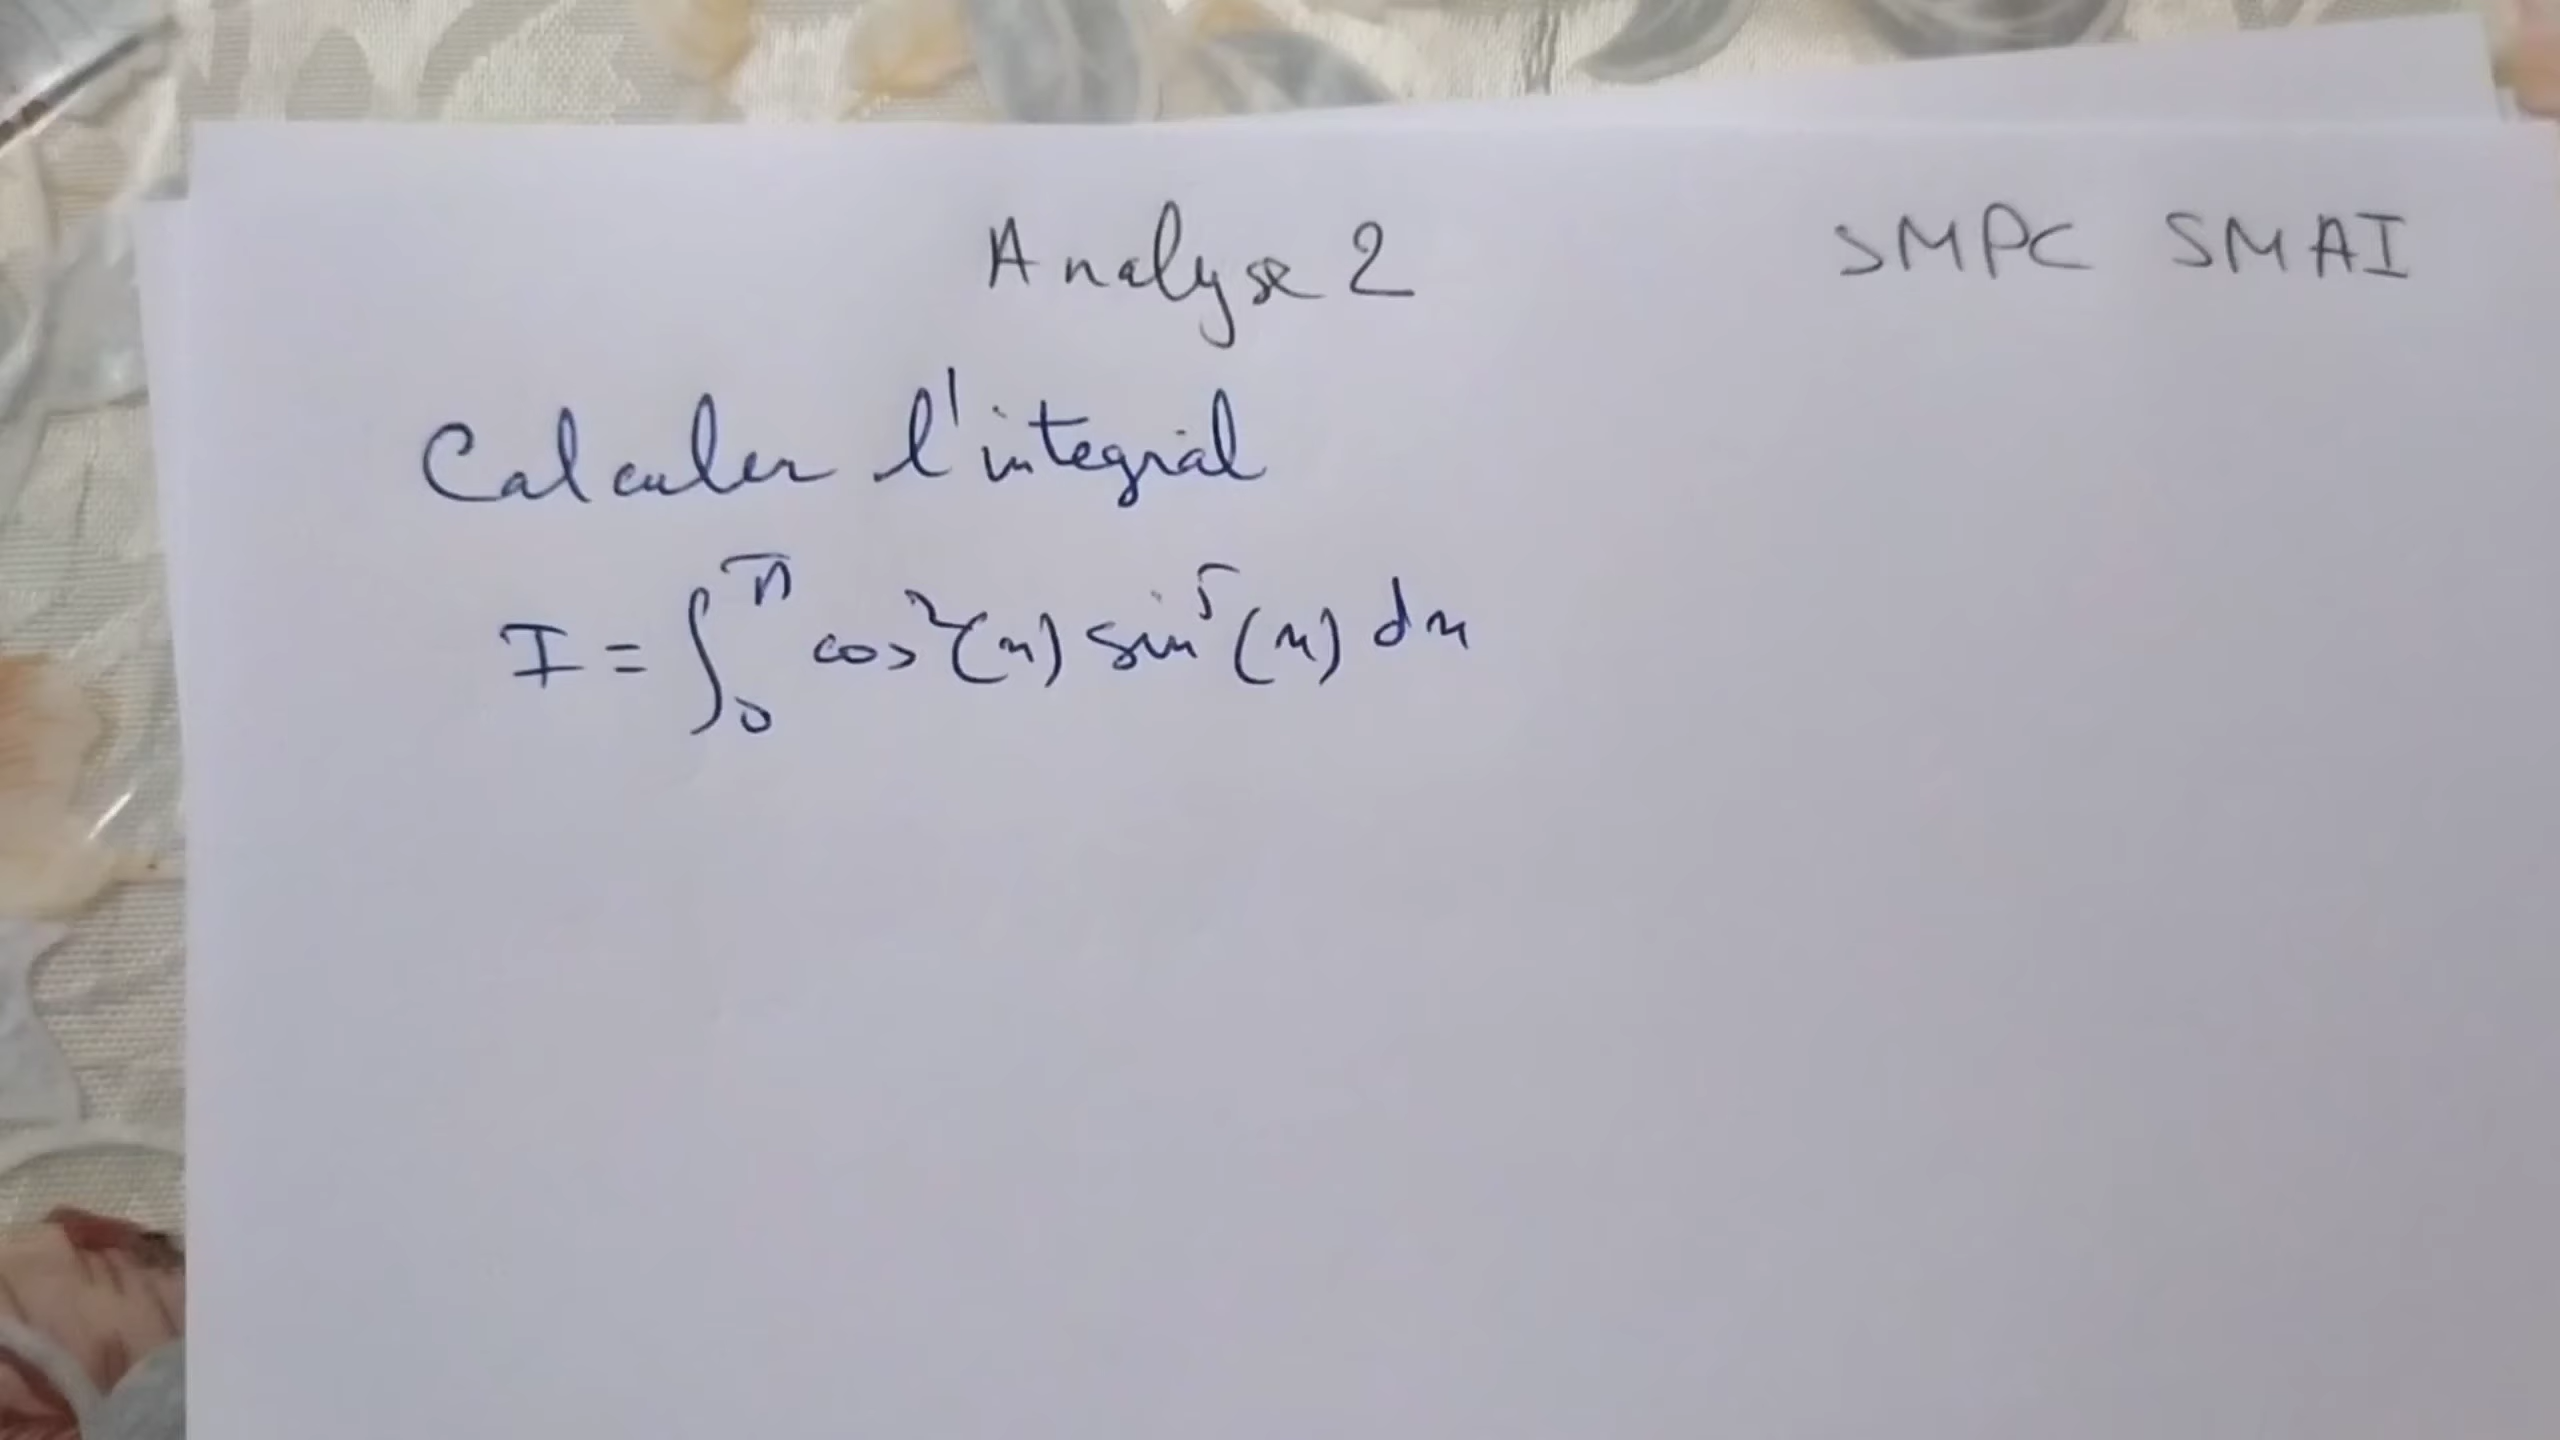 Analyse 2 SMPC SMAI
Calculer l'integral
I = ∫₀^π cos²(x) sin⁵(x) dx